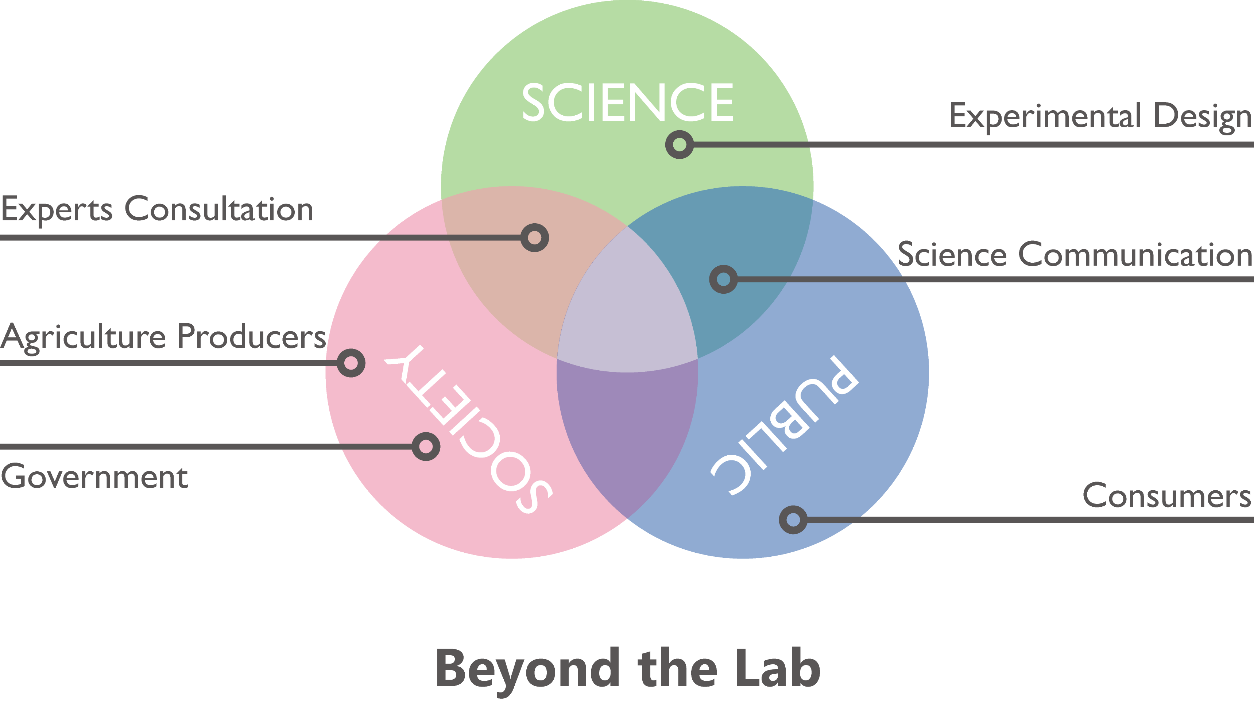 SCIENCE
Experimental Design
Experts Consultation
Science Communication
Agriculture Producers
SOCIETY
PUBLIC
Government
Consumers
Beyond the Lab